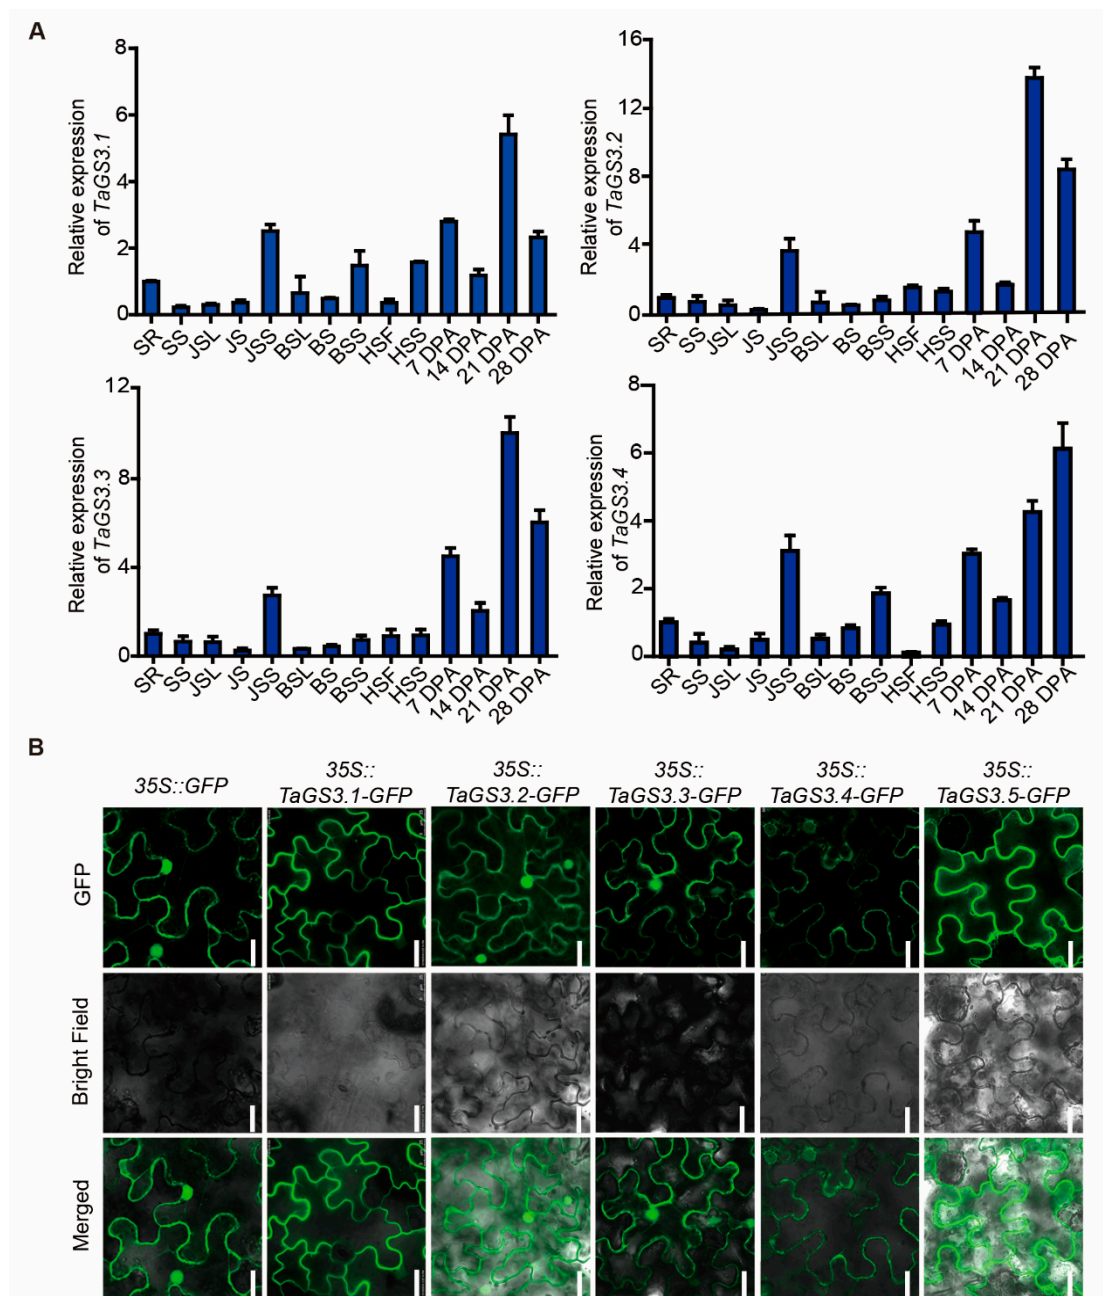 A
Relative expression
of TaGS3.1
8
6
4
2
0
SR SS JSL JS JSS BSL BS BSS HSF HSS 7 DPA 14 DPA 21 DPA 28 DPA
Relative expression
of TaGS3.2
16
12
8
4
0
SR SS JSL JS JSS BSL BS BSS HSF HSS 7 DPA 14 DPA 21 DPA 28 DPA
Relative expression
of TaGS3.3
12
8
4
0
SR SS JSL JS JSS BSL BS BSS HSF HSS 7 DPA 14 DPA 21 DPA 28 DPA
Relative expression
of TaGS3.4
8
6
4
2
0
SR SS JSL JS JSS BSL BS BSS HSF HSS 7 DPA 14 DPA 21 DPA 28 DPA
B
35S::GFP
35S::
TaGS3.1-GFP
35S::
TaGS3.2-GFP
35S::
TaGS3.3-GFP
35S::
TaGS3.4-GFP
35S::
TaGS3.5-GFP
GFP
Bright Field
Merged